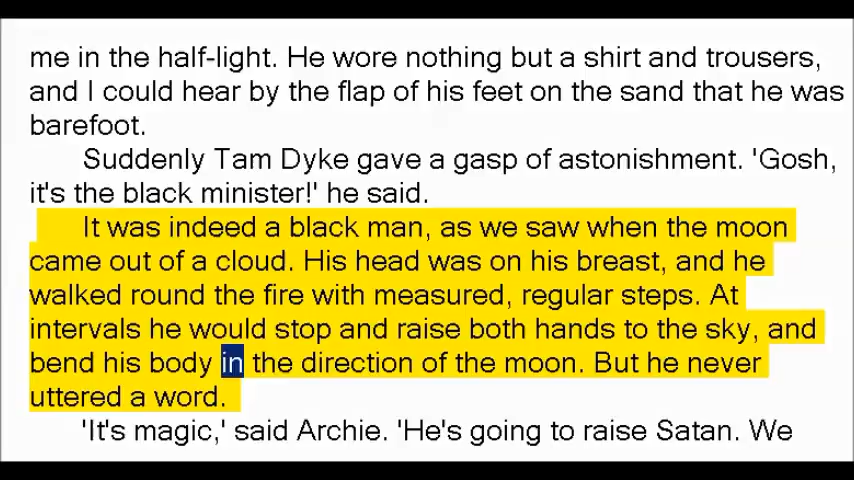 me in the half-light. He wore nothing but a shirt and trousers,
and I could hear by the flap of his feet on the sand that he was
barefoot.
Suddenly Tam Dyke gave a gasp of astonishment. 'Gosh,
it's the black minister!' he said.
It was indeed a black man, as we saw when the moon
came out of a cloud. His head was on his breast, and he
walked round the fire with measured, regular steps. At
intervals he would stop and raise both hands to the sky, and
bend his body in the direction of the moon. But he never
uttered a word.
'It's magic,' said Archie. 'He's going to raise Satan. We